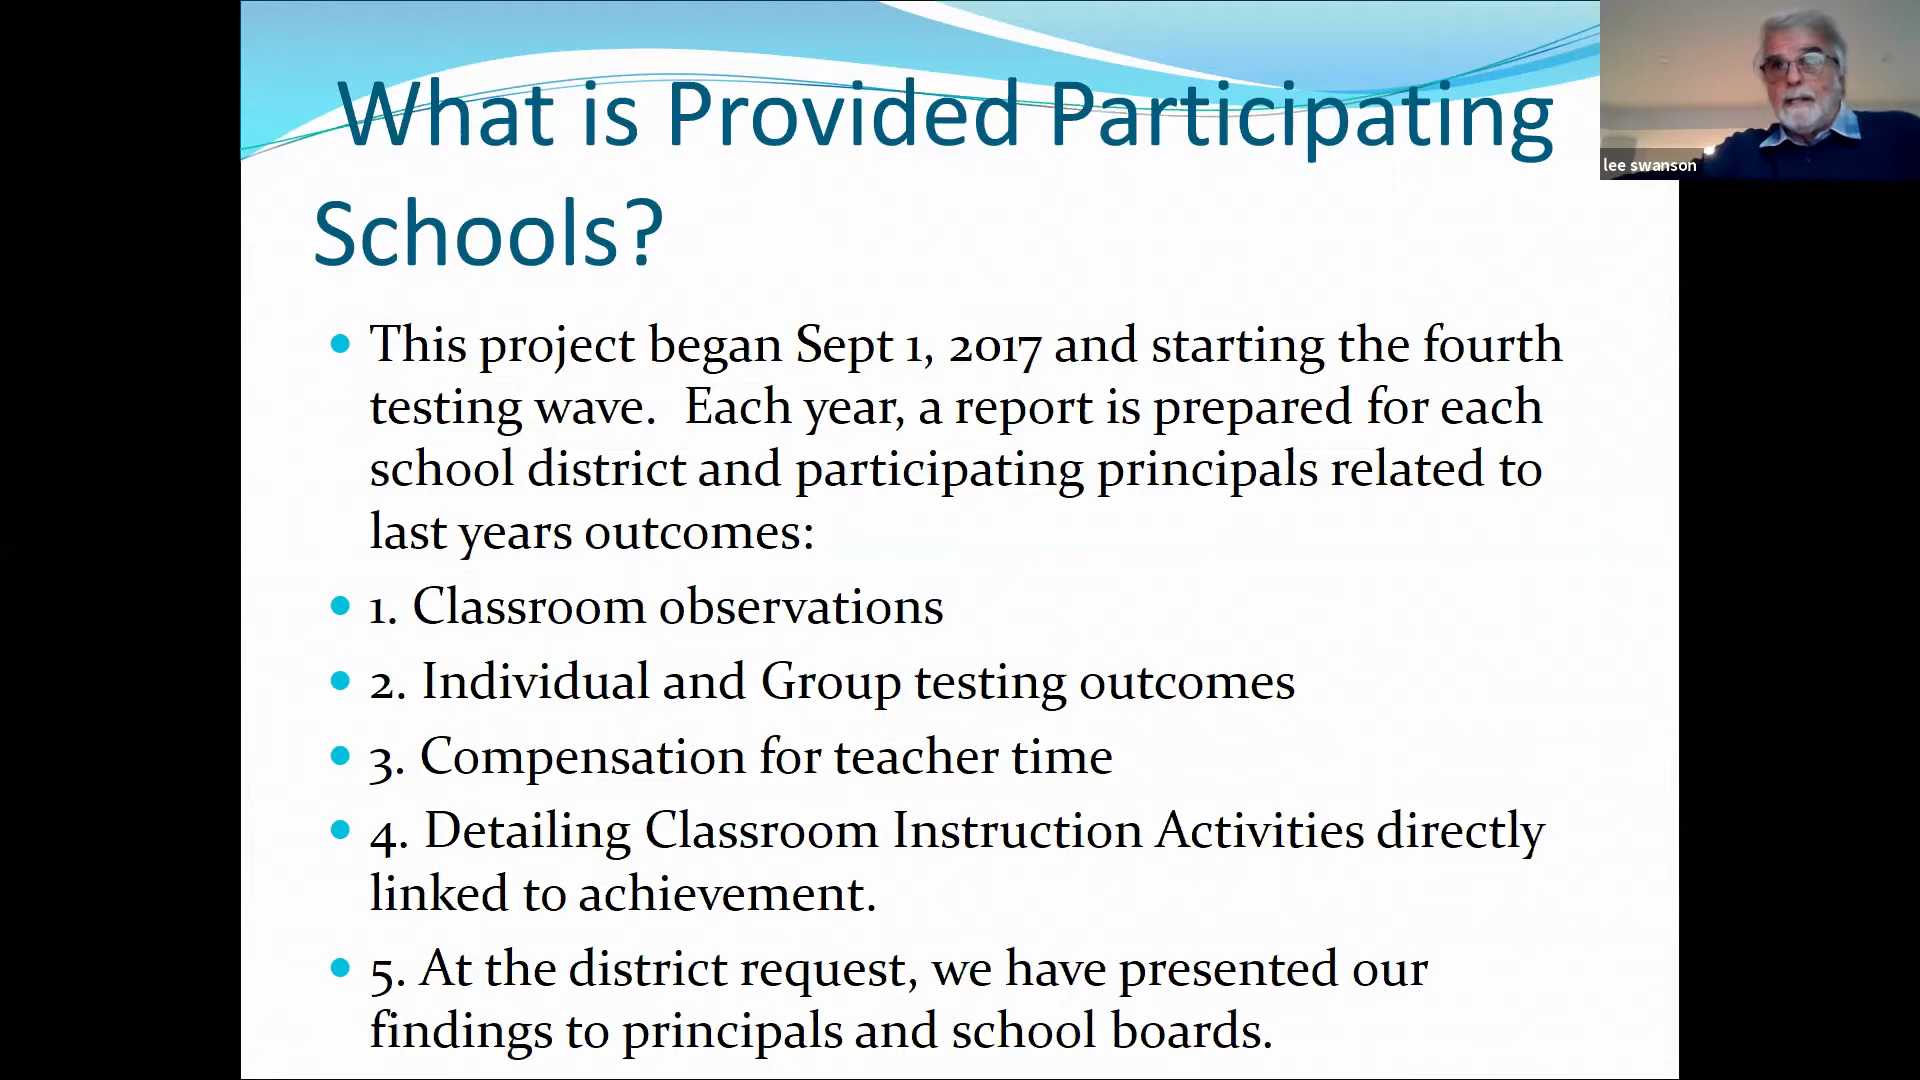 What is Provided Participating
Schools?
lee swanson
• This project began Sept 1, 2017 and starting the fourth
testing wave.  Each year, a report is prepared for each
school district and participating principals related to
last years outcomes:
• 1. Classroom observations
• 2. Individual and Group testing outcomes
• 3. Compensation for teacher time
• 4. Detailing Classroom Instruction Activities directly
linked to achievement.
• 5. At the district request, we have presented our
findings to principals and school boards.